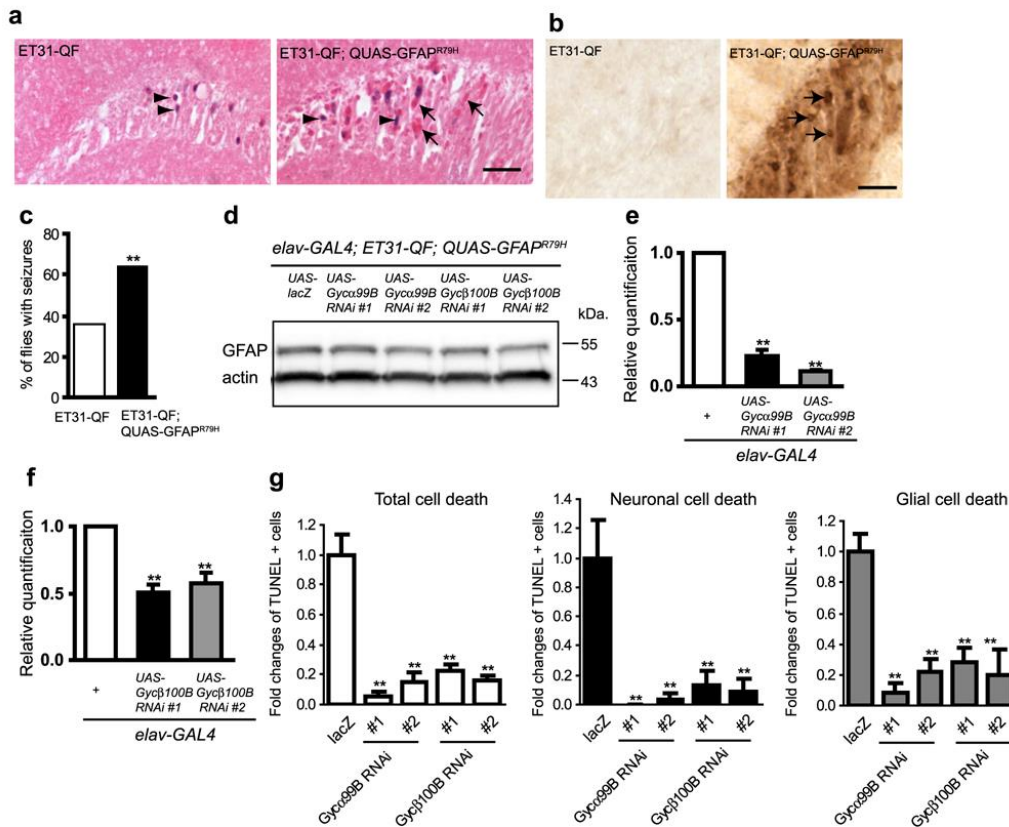 a
ET31-QF
ET31-QF; QUAS-GFAP^R79H
b
ET31-QF
ET31-QF; QUAS-GFAP^R79H
c
% of flies with seizures
80
60
40
20
0
**
ET31-QF
ET31-QF;
QUAS-GFAP^R79H
d
elav-GAL4; ET31-QF; QUAS-GFAP^R79H
UAS- UAS- UAS- UAS- UAS-
lacZ Gycα99B Gycα99B Gycβ100B Gycβ100B
RNAi #1 RNAi #2 RNAi #1 RNAi #2
kDa.
GFAP
actin
55
43
e
Relative quantificaiton
1.0
0.5
0.0
**
**
+
UAS- UAS-
Gycα99B Gycα99B
RNAi #1 RNAi #2
elav-GAL4
f
Relative quantificaiton
1.0
0.5
0.0
**
**
+
UAS- UAS-
Gycβ100B Gycβ100B
RNAi #1 RNAi #2
elav-GAL4
g
Total cell death
Fold changes of TUNEL + cells
1.2
1.0
0.8
0.6
0.4
0.2
0.0
** ** ** **
lacZ #1 #2 #1 #2
Gycα99B RNAi
Gycβ100B RNAi
Neuronal cell death
Fold changes of TUNEL + cells
1.4
1.2
1.0
0.8
0.6
0.4
0.2
0.0
** ** ** **
lacZ #1 #2 #1 #2
Gycα99B RNAi
Gycβ100B RNAi
Glial cell death
Fold changes of TUNEL + cells
1.2
1.0
0.8
0.6
0.4
0.2
0.0
** ** ** **
lacZ #1 #2 #1 #2
Gycα99B RNAi
Gycβ100B RNAi